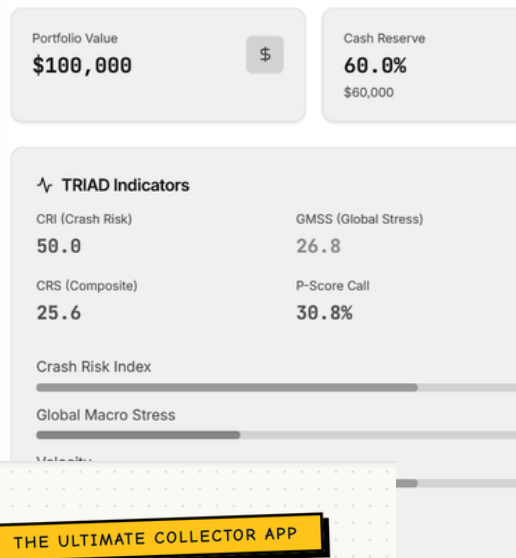 Portfolio Value
$100,000
$
Cash Reserve
60.0%
$60,000
TRIAD Indicators
CRI (Crash Risk)
50.0
GMSS (Global Stress)
26.8
CRS (Composite)
25.6
P-Score Call
30.8%
Crash Risk Index
Global Macro Stress
Velocity
THE ULTIMATE COLLECTOR APP